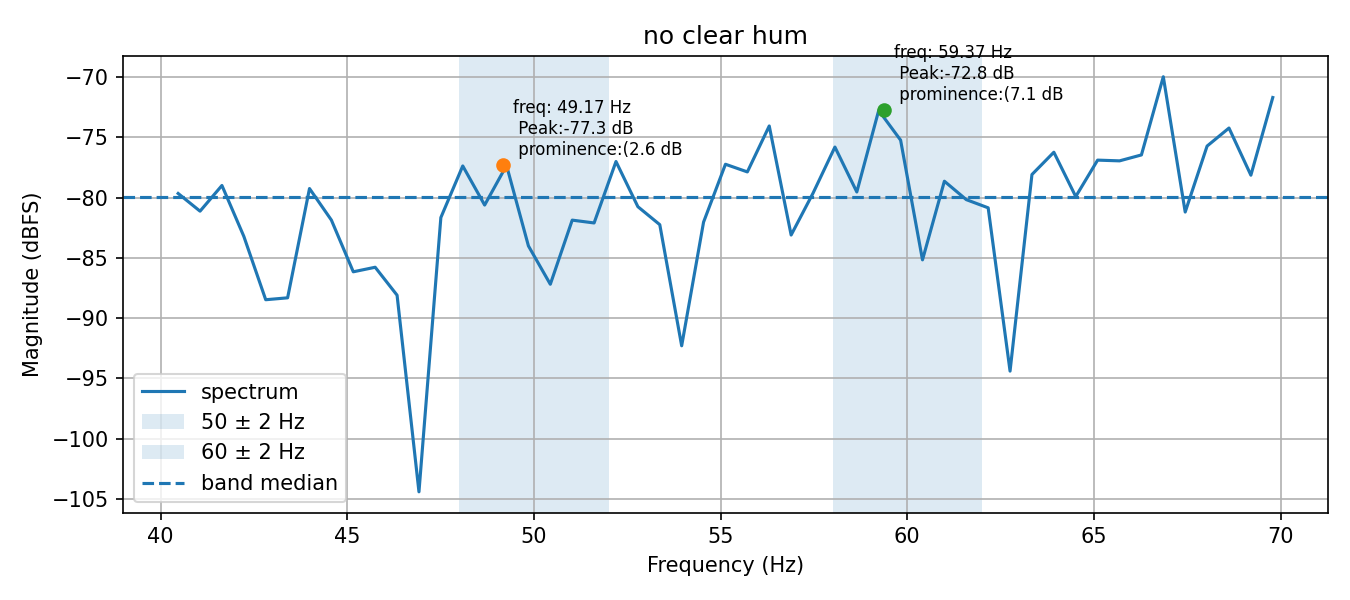 no clear hum
freq: 59.37 Hz
Peak:-72.8 dB
prominence:(7.1 dB
freq: 49.17 Hz
Peak:-77.3 dB
prominence:(2.6 dB
Magnitude (dBFS)
−70
−75
−80
−85
−90
−95
−100
−105
spectrum
50 ± 2 Hz
60 ± 2 Hz
band median
40 45 50 55 60 65 70
Frequency (Hz)